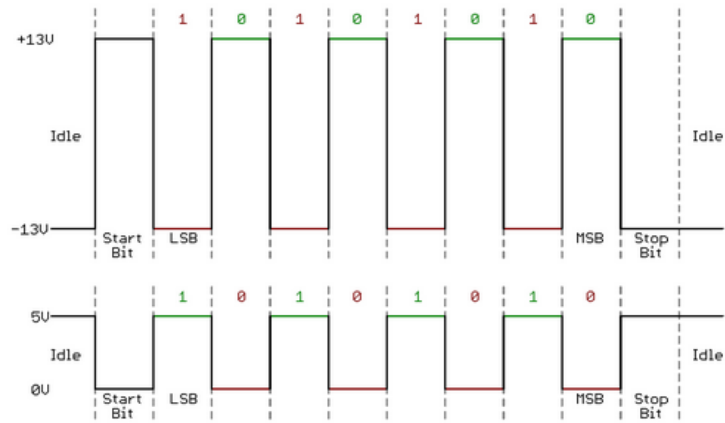 1 0 1 0 1 0 1 0
+13V
Idle Idle
-13V
Start Bit LSB MSB Stop Bit
1 0 1 0 1 0 1 0
5V
Idle Idle
0V
Start Bit LSB MSB Stop Bit